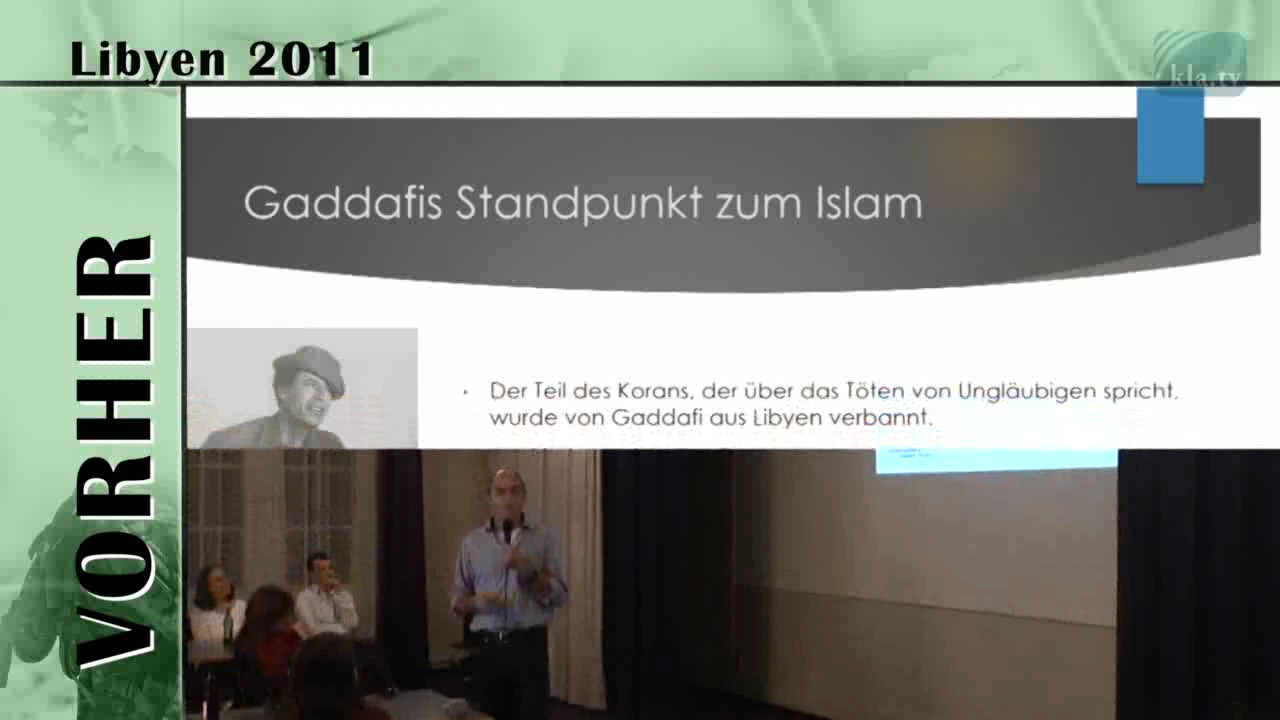 Libyen 2011
kla.tv
Gaddafis Standpunkt zum Islam
VORHER
• Der Teil des Korans, der über das Töten von Ungläubigen spricht,
wurde von Gaddafi aus Libyen verbannt.